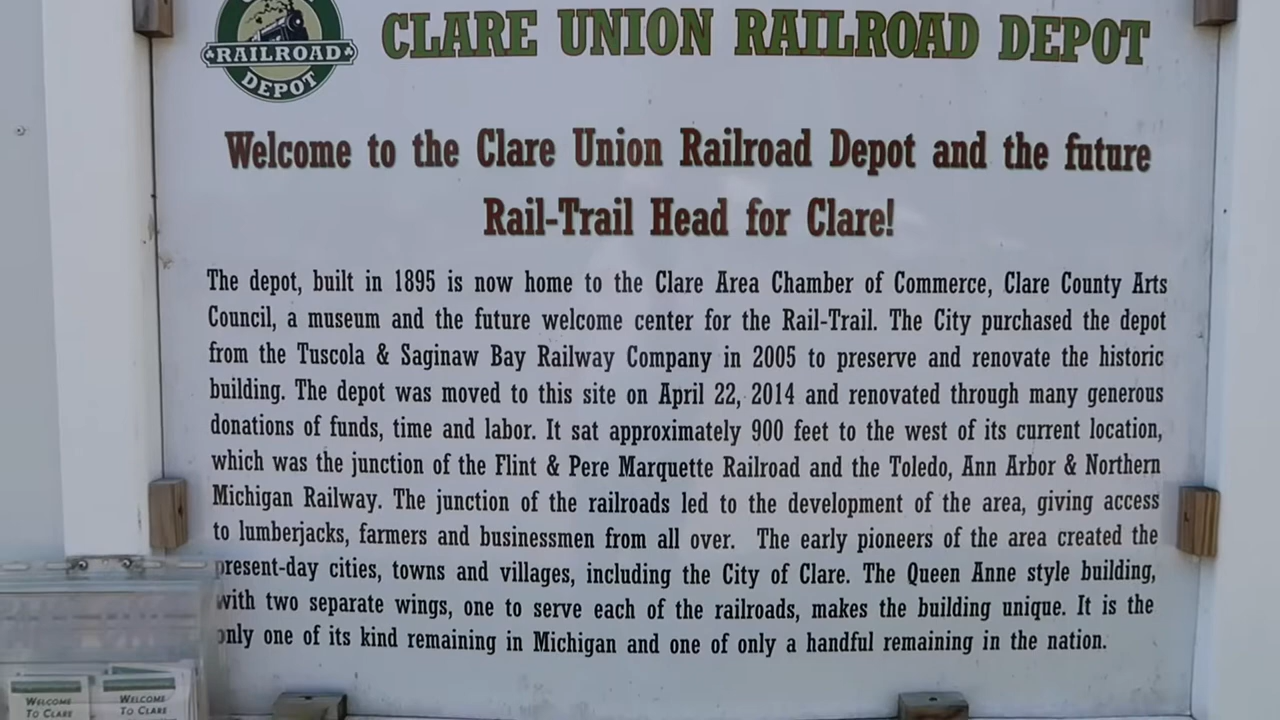 RAILROAD
DEPOT
CLARE UNION RAILROAD DEPOT
Welcome to the Clare Union Railroad Depot and the future
Rail-Trail Head for Clare!
The depot, built in 1895 is now home to the Clare Area Chamber of Commerce, Clare County Arts
Council, a museum and the future welcome center for the Rail-Trail. The City purchased the depot
from the Tuscola & Saginaw Bay Railway Company in 2005 to preserve and renovate the historic
building. The depot was moved to this site on April 22, 2014 and renovated through many generous
donations of funds, time and labor. It sat approximately 900 feet to the west of its current location,
which was the junction of the Flint & Pere Marquette Railroad and the Toledo, Ann Arbor & Northern
Michigan Railway. The junction of the railroads led to the development of the area, giving access
to lumberjacks, farmers and businessmen from all over. The early pioneers of the area created the
present-day cities, towns and villages, including the City of Clare. The Queen Anne style building,
with two separate wings, one to serve each of the railroads, makes the building unique. It is the
only one of its kind remaining in Michigan and one of only a handful remaining in the nation.
WELCOME
TO CLARE
WELCOME
TO CLARE